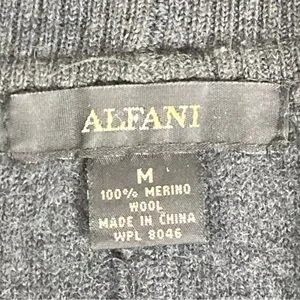 ALFANI
M
100% MERINO
WOOL
MADE IN CHINA
WPL 8046